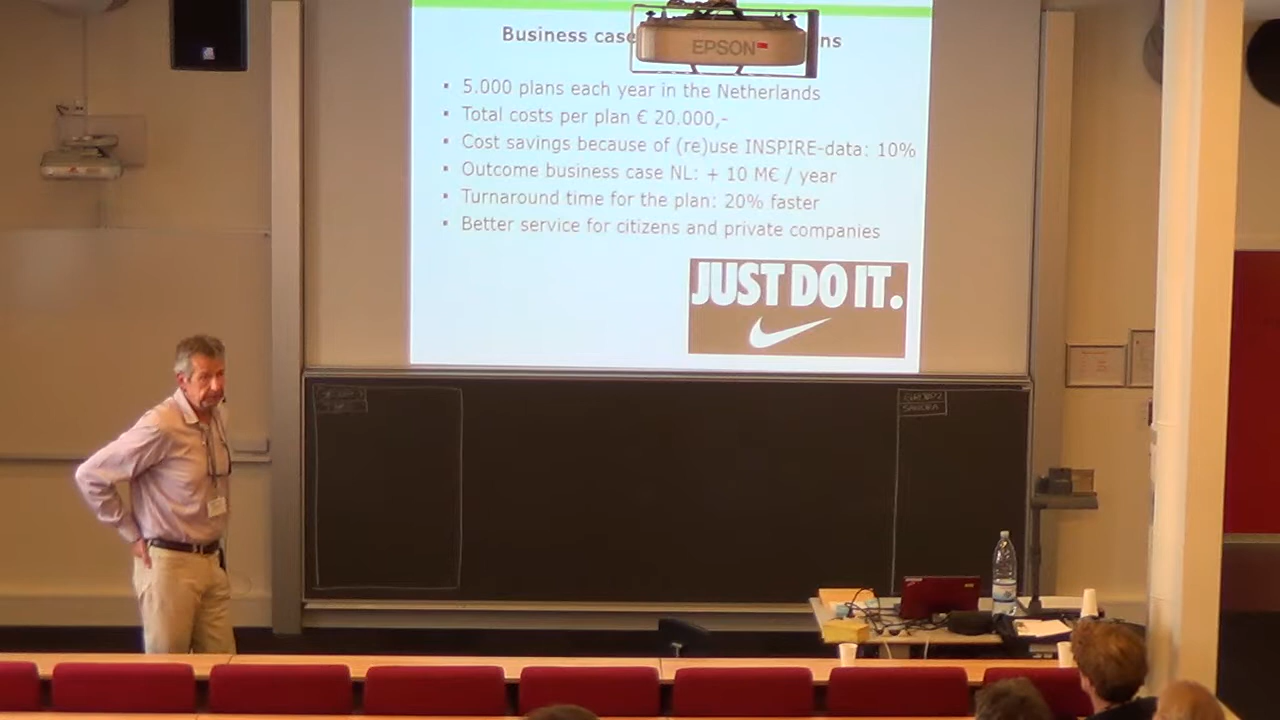 Business case ns
EPSON
5.000 plans each year in the Netherlands
Total costs per plan € 20.000,-
Cost savings because of (re)use INSPIRE-data: 10%
Outcome business case NL: + 10 M€ / year
Turnaround time for the plan: 20% faster
Better service for citizens and private companies
JUST DO IT.